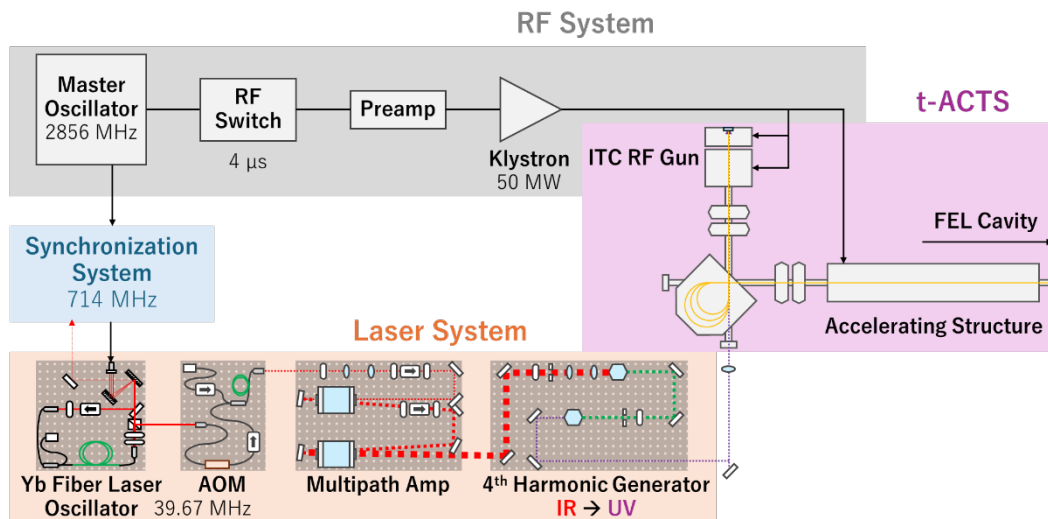 RF System
Master
Oscillator
2856 MHz
RF
Switch
4 μs
Preamp
Klystron
50 MW
t-ACTS
ITC RF Gun
FEL Cavity
Accelerating Structure
Synchronization
System
714 MHz
Laser System
Yb Fiber Laser
Oscillator
AOM
39.67 MHz
Multipath Amp
4th Harmonic Generator
IR → UV